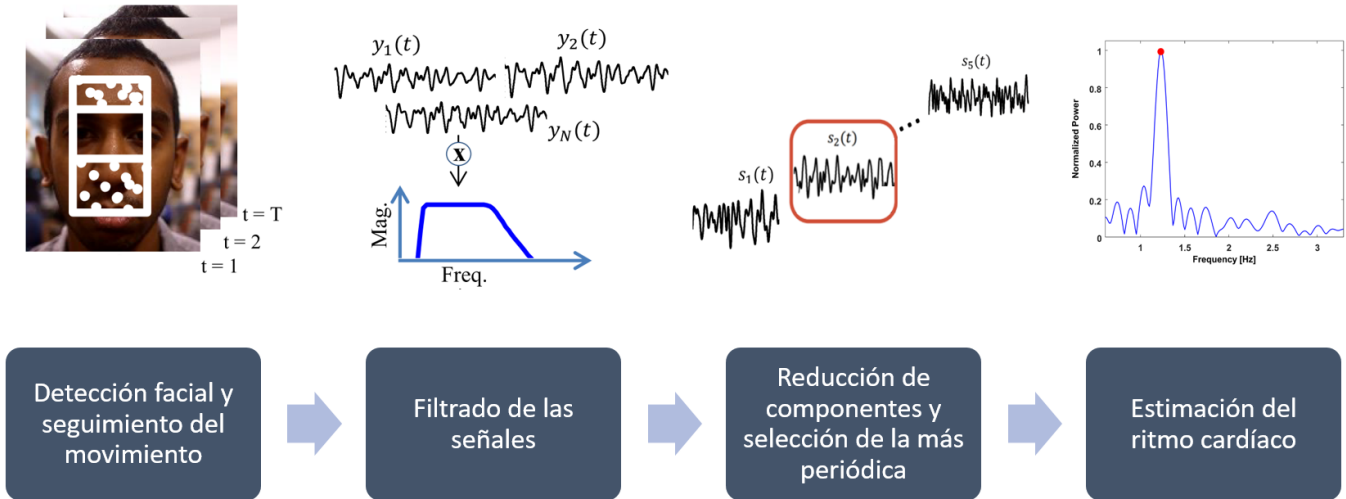 t = T
t = 2
t = 1
y₁(t)
y₂(t)
y_N(t)
x
Mag.
Freq.
s₁(t)
s₂(t)
s₅(t)
Normalized Power
1
0.8
0.6
0.4
0.2
0
1
1.5
2
2.5
3
Frequency [Hz]
Detección facial y
seguimiento del
movimiento
Filtrado de las
señales
Reducción de
componentes y
selección de la más
periódica
Estimación del
ritmo cardíaco